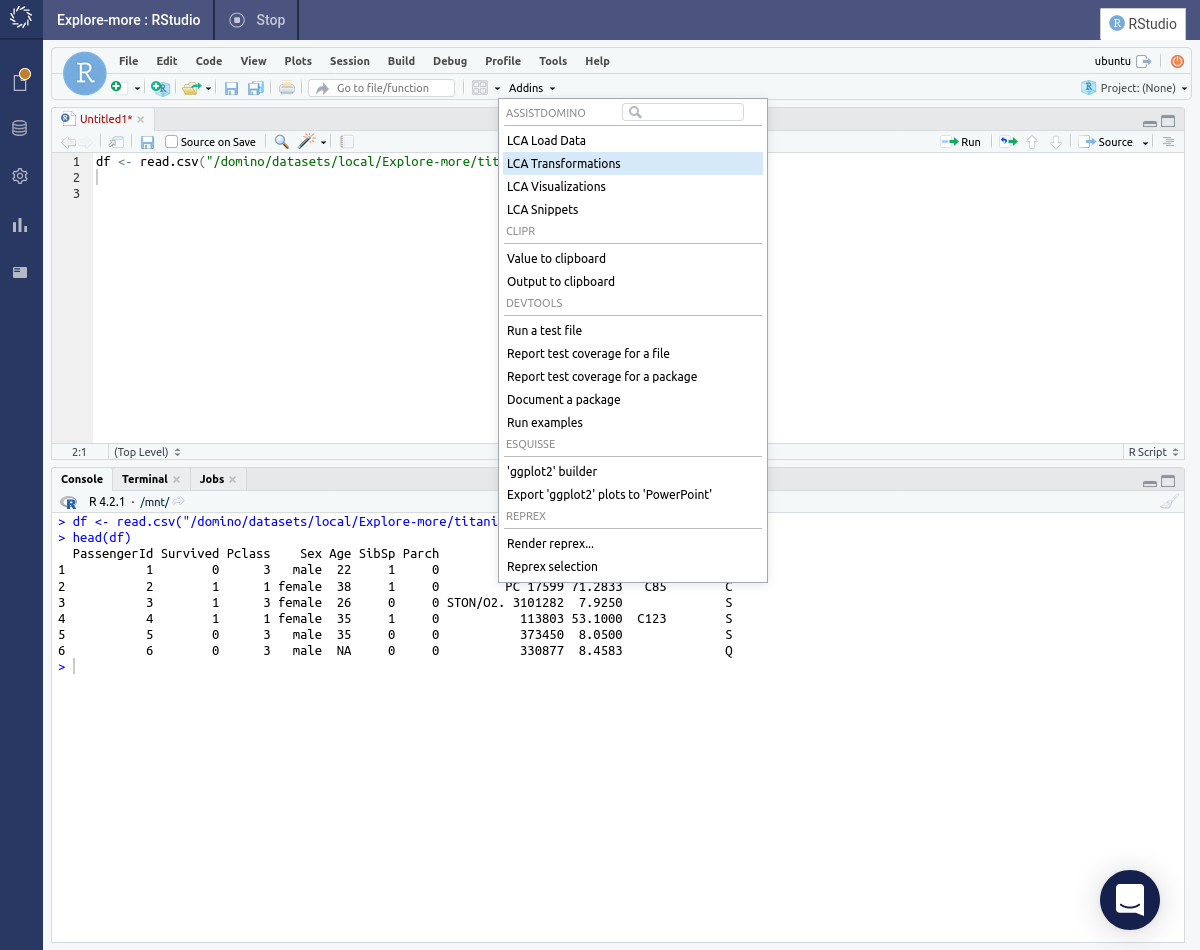 Explore-more : RStudio Stop RStudio
File Edit Code View Plots Session Build Debug Profile Tools Help ubuntu
Go to file/function Addins Project: (None)
Untitled1*
Source on Save Run Source
1 df <- read.csv("/domino/datasets/local/Explore-more/tit
2
3
ASSISTDOMINO
LCA Load Data
LCA Transformations
LCA Visualizations
LCA Snippets
CLIPR
Value to clipboard
Output to clipboard
DEVTOOLS
Run a test file
Report test coverage for a file
Report test coverage for a package
Document a package
Run examples
ESQUISSE
'ggplot2' builder
Export 'ggplot2' plots to 'PowerPoint'
REPREX
Render reprex...
Reprex selection
2:1 (Top Level) R Script
Console Terminal Jobs
R R 4.2.1 · /mnt/
> df <- read.csv("/domino/datasets/local/Explore-more/titani
> head(df)
PassengerId Survived Pclass Sex Age SibSp Parch
1 1 0 3 male 22 1 0
2 2 1 1 female 38 1 0 PC 17599 71.2833 C85 C
3 3 1 3 female 26 0 0 STON/O2. 3101282 7.9250 S
4 4 1 1 female 35 1 0 113803 53.1000 C123 S
5 5 0 3 male 35 0 0 373450 8.0500 S
6 6 0 3 male NA 0 0 330877 8.4583 Q
>